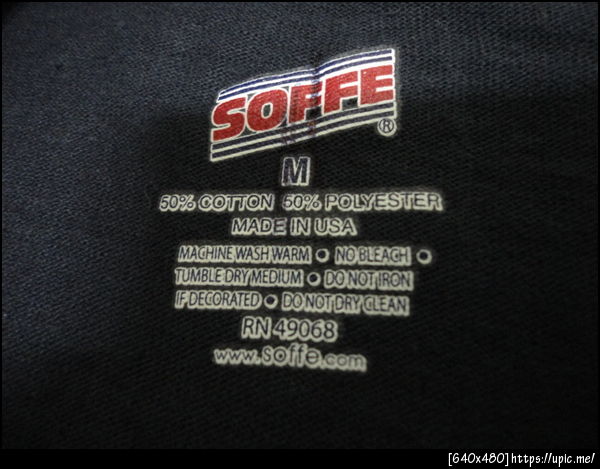 SOFFE®
M
50% COTTON 50% POLYESTER
MADE IN USA
MACHINE WASH WARM • NO BLEACH •
TUMBLE DRY MEDIUM • DO NOT IRON
IF DECORATED • DO NOT DRY CLEAN
RN 49068
www.soffe.com
[640x480]https://upic.me/